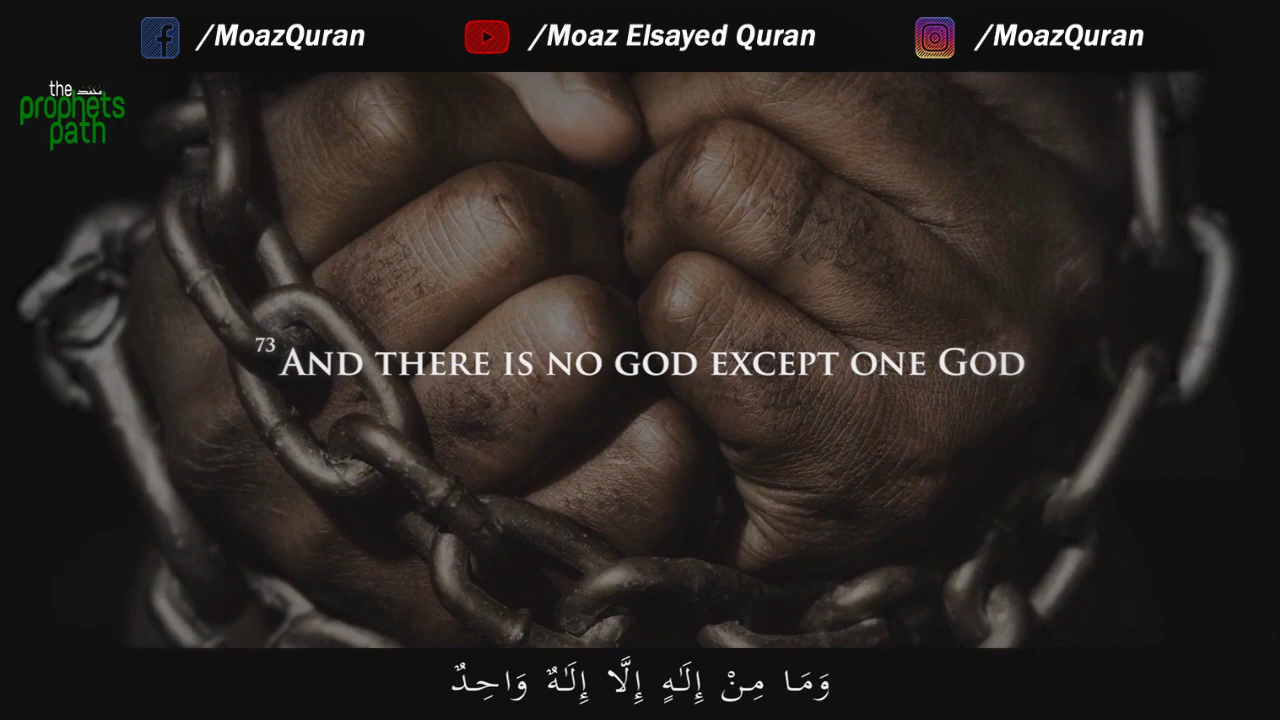 /MoazQuran
/Moaz Elsayed Quran
/MoazQuran
the
prophets
path
73 AND THERE IS NO GOD EXCEPT ONE GOD
وَمَا مِنْ إِلَٰهٍ إِلَّا إِلَٰهٌ وَاحِدٌ